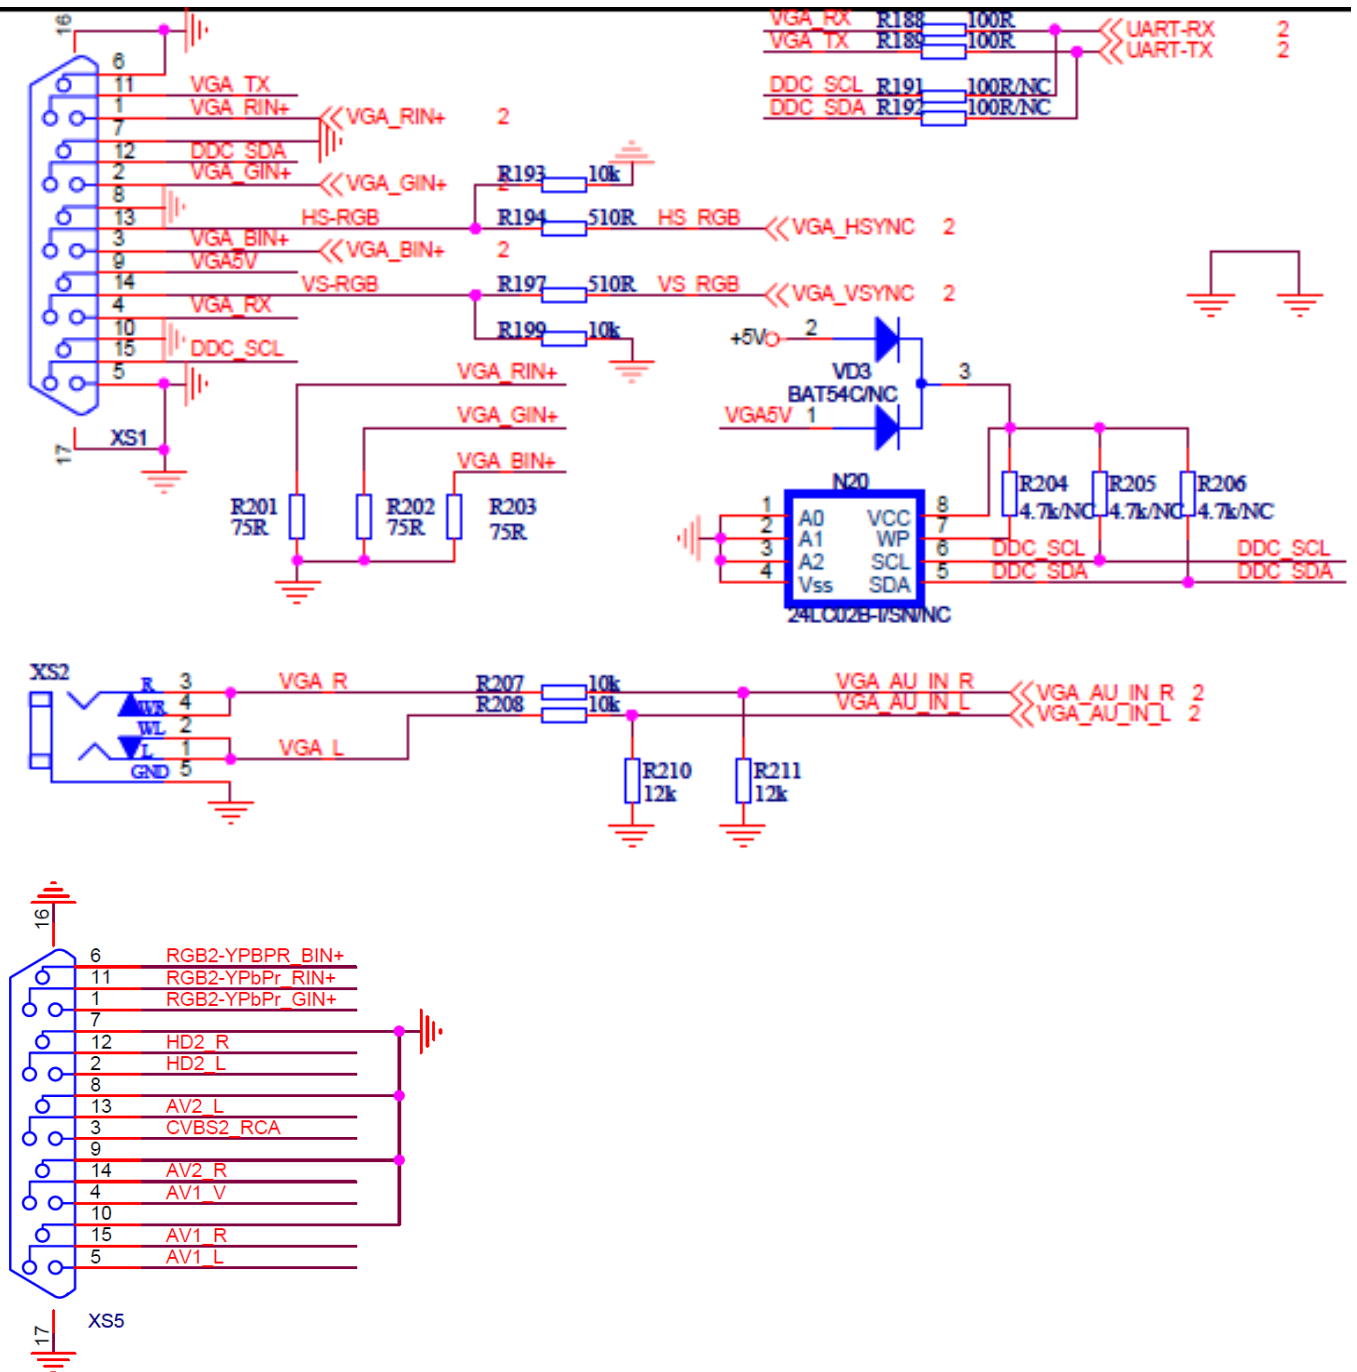 16
6
11 VGA_TX
1 VGA_RIN+ VGA_RIN+ 2
7
12 DDC_SDA
2 VGA_GIN+ VGA_GIN+ 2
8
13 HS-RGB
3 VGA_BIN+ VGA_BIN+ 2
9 VGA5V
14 VS-RGB
4 VGA_RX
10
15 DDC_SCL
5
17 XS1
R193 10k
R194 510R HS_RGB VGA_HSYNC 2
R197 510R VS_RGB VGA_VSYNC 2
R199 10k
VGA_RX R188 100R UART-RX 2
VGA_TX R189 100R UART-TX 2
DDC_SCL R191 100R/NC
DDC_SDA R192 100R/NC
VGA_RIN+
VGA_GIN+
VGA_BIN+
R201 R202 R203
75R 75R 75R
+5V 2
VD3 3
BAT54C/NC
VGA5V 1
N20
R204 R205 R206
4.7k/NC 4.7k/NC 4.7k/NC
1 A0 VCC 8
2 A1 WP 7
3 A2 SCL 6 DDC_SCL DDC_SCL
4 Vss SDA 5 DDC_SDA DDC_SDA
24LC02B-I/SN/NC
XS2
R 3 VGA_R R207 10k VGA_AU_IN_R VGA_AU_IN_R 2
WR 4 R208 10k VGA_AU_IN_L VGA_AU_IN_L 2
WL 2
L 1 VGA_L
GND 5
R210 R211
12k 12k
16
6 RGB2-YPBPR_BIN+
11 RGB2-YPbPr_RIN+
1 RGB2-YPbPr_GIN+
7
12 HD2_R
2 HD2_L
8
13 AV2_L
3 CVBS2_RCA
9
14 AV2_R
4 AV1_V
10
15 AV1_R
5 AV1_L
XS5
17